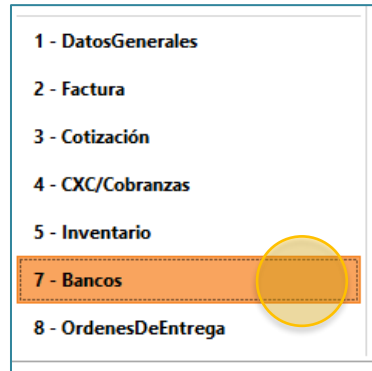 1 - DatosGenerales
2 - Factura
3 - Cotización
4 - CXC/Cobranzas
5 - Inventario
7 - Bancos
8 - OrdenesDeEntrega